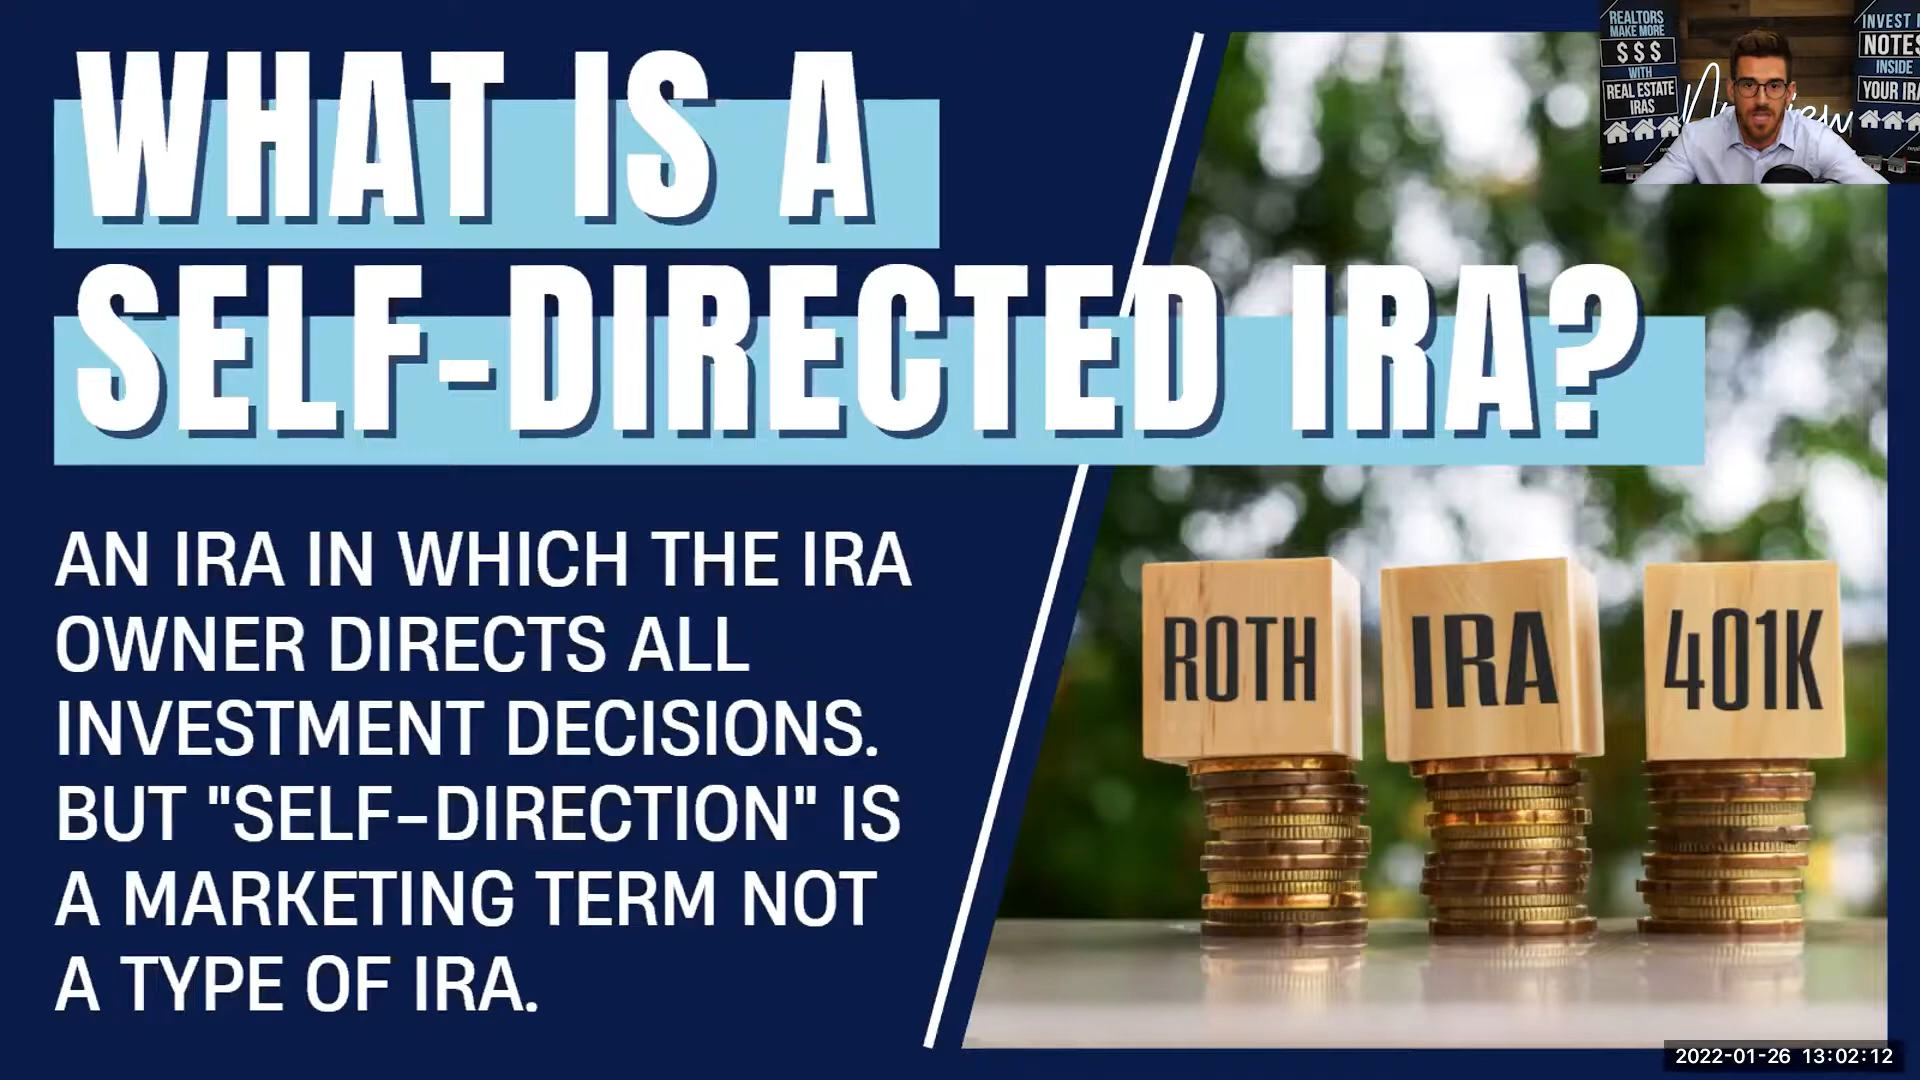 WHAT IS A
SELF-DIRECTED IRA?
AN IRA IN WHICH THE IRA
OWNER DIRECTS ALL
INVESTMENT DECISIONS.
BUT "SELF-DIRECTION" IS
A MARKETING TERM NOT
A TYPE OF IRA.
REALTORS
MAKE MORE
$$$
WITH
REAL ESTATE
IRAS
INVEST
NOTES
INSIDE
YOUR IRA
ROTH
IRA
401K
2022-01-26 13:02:12